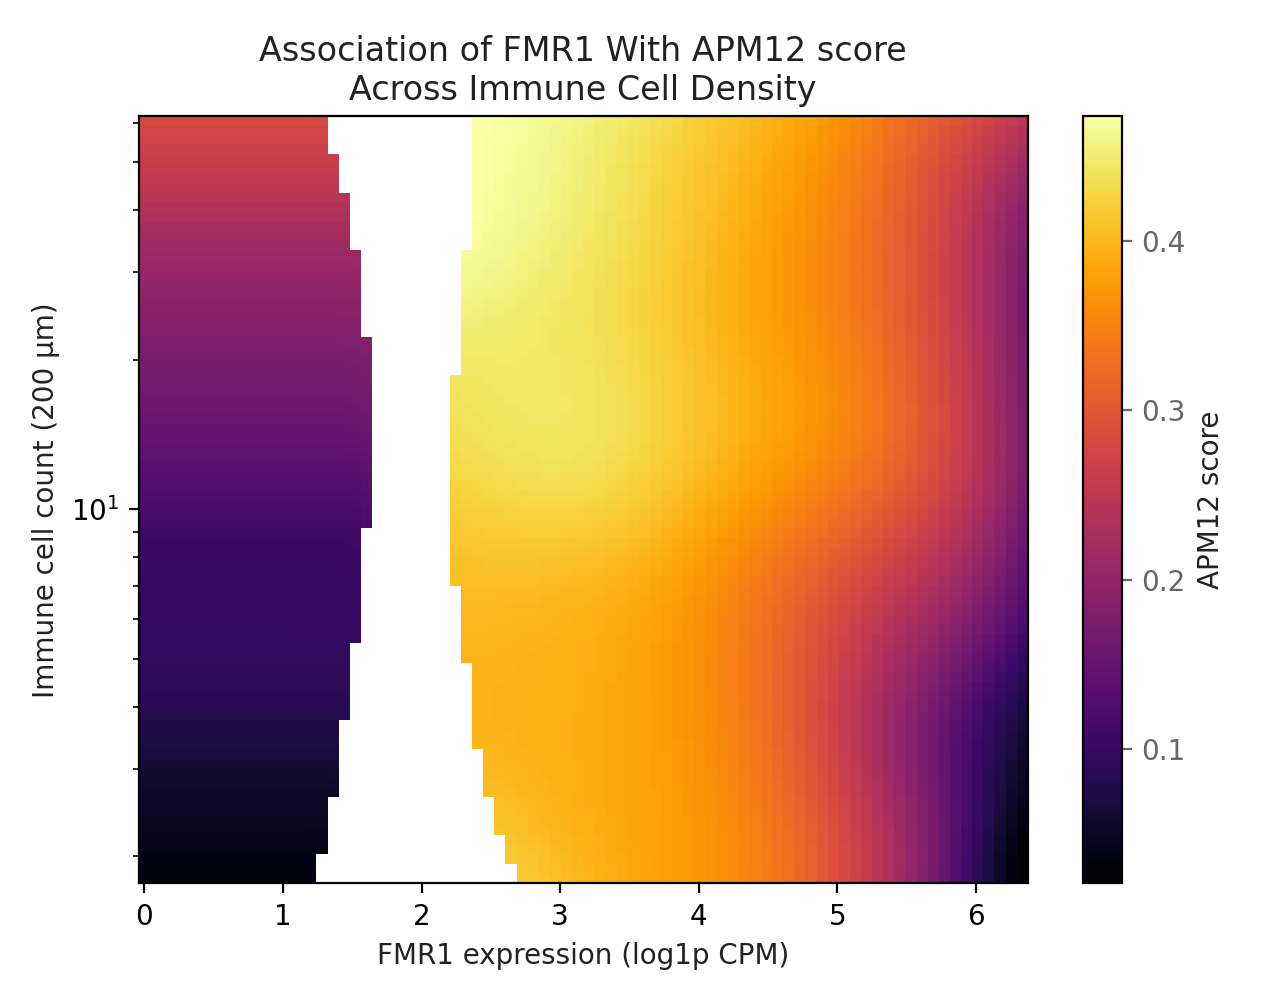 Association of FMR1 With APM12 score
Across Immune Cell Density
Immune cell count (200 µm)
10¹
0 1 2 3 4 5 6
FMR1 expression (log1p CPM)
0.4
0.3
0.2
0.1
APM12 score